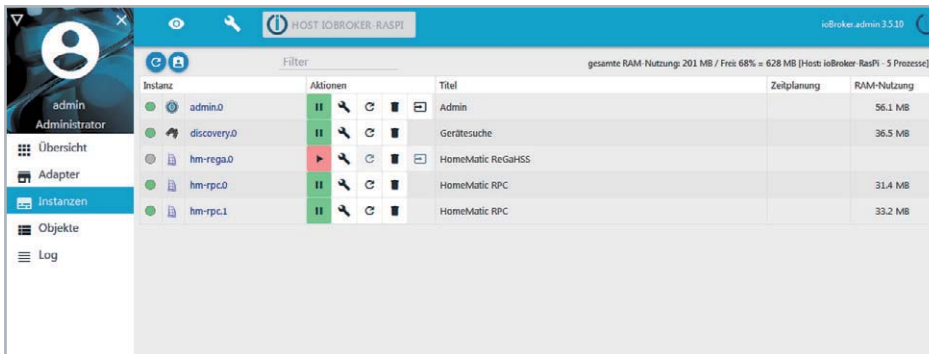 HOST IOBROKER-RASPI
ioBroker.admin 3.5.10
Filter
gesamte RAM-Nutzung: 201 MB / Frei: 68% = 628 MB [Host: ioBroker-RasPi - 5 Prozesse]
Instanz Aktionen Titel Zeitplanung RAM-Nutzung
admin
Administrator
Übersicht
Adapter
Instanzen
Objekte
Log
admin.0 Admin 56.1 MB
discovery.0 Gerätesuche 36.5 MB
hm-rega.0 HomeMatic ReGaHSS
hm-rpc.0 HomeMatic RPC 31.4 MB
hm-rpc.1 HomeMatic RPC 33.2 MB